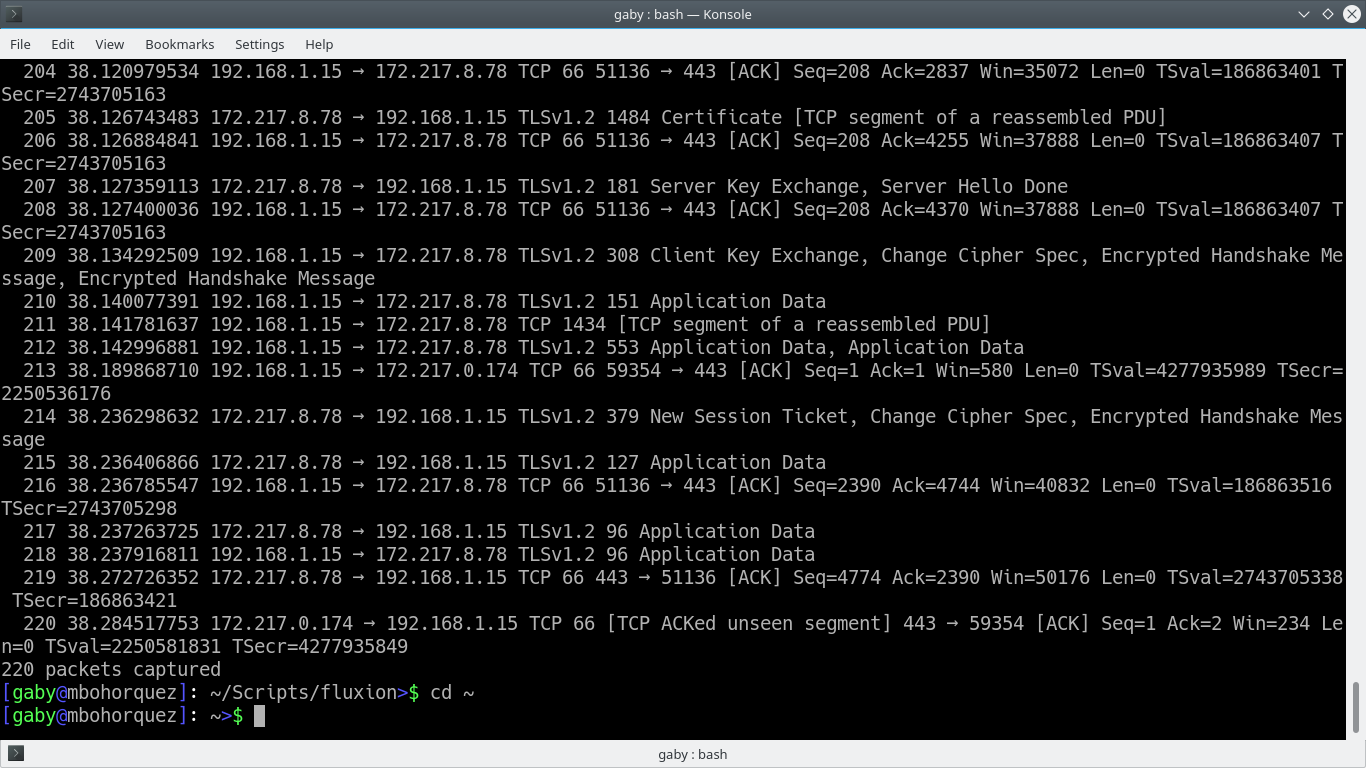 gaby : bash — Konsole
File Edit View Bookmarks Settings Help
204 38.120979534 192.168.1.15 → 172.217.8.78 TCP 66 51136 → 443 [ACK] Seq=208 Ack=2837 Win=35072 Len=0 TSval=186863401 T
Secr=2743705163
205 38.126743483 172.217.8.78 → 192.168.1.15 TLSv1.2 1484 Certificate [TCP segment of a reassembled PDU]
206 38.126884841 192.168.1.15 → 172.217.8.78 TCP 66 51136 → 443 [ACK] Seq=208 Ack=4255 Win=37888 Len=0 TSval=186863407 T
Secr=2743705163
207 38.127359113 172.217.8.78 → 192.168.1.15 TLSv1.2 181 Server Key Exchange, Server Hello Done
208 38.127400036 192.168.1.15 → 172.217.8.78 TCP 66 51136 → 443 [ACK] Seq=208 Ack=4370 Win=37888 Len=0 TSval=186863407 T
Secr=2743705163
209 38.134292509 192.168.1.15 → 172.217.8.78 TLSv1.2 308 Client Key Exchange, Change Cipher Spec, Encrypted Handshake Me
ssage, Encrypted Handshake Message
210 38.140077391 192.168.1.15 → 172.217.8.78 TLSv1.2 151 Application Data
211 38.141781637 192.168.1.15 → 172.217.8.78 TCP 1434 [TCP segment of a reassembled PDU]
212 38.142996881 192.168.1.15 → 172.217.8.78 TLSv1.2 553 Application Data, Application Data
213 38.189868710 192.168.1.15 → 172.217.0.174 TCP 66 59354 → 443 [ACK] Seq=1 Ack=1 Win=580 Len=0 TSval=4277935989 TSecr=
2250536176
214 38.236298632 172.217.8.78 → 192.168.1.15 TLSv1.2 379 New Session Ticket, Change Cipher Spec, Encrypted Handshake Mes
sage
215 38.236406866 172.217.8.78 → 192.168.1.15 TLSv1.2 127 Application Data
216 38.236785547 192.168.1.15 → 172.217.8.78 TCP 66 51136 → 443 [ACK] Seq=2390 Ack=4744 Win=40832 Len=0 TSval=186863516
TSecr=2743705298
217 38.237263725 172.217.8.78 → 192.168.1.15 TLSv1.2 96 Application Data
218 38.237916811 192.168.1.15 → 172.217.8.78 TLSv1.2 96 Application Data
219 38.272726352 172.217.8.78 → 192.168.1.15 TCP 66 443 → 51136 [ACK] Seq=4774 Ack=2390 Win=50176 Len=0 TSval=2743705338
TSecr=186863421
220 38.284517753 172.217.0.174 → 192.168.1.15 TCP 66 [TCP ACKed unseen segment] 443 → 59354 [ACK] Seq=1 Ack=2 Win=234 Le
n=0 TSval=2250581831 TSecr=4277935849
220 packets captured
[gaby@mbohorquez]: ~/Scripts/fluxion>$ cd ~
[gaby@mbohorquez]: ~>$
gaby : bash